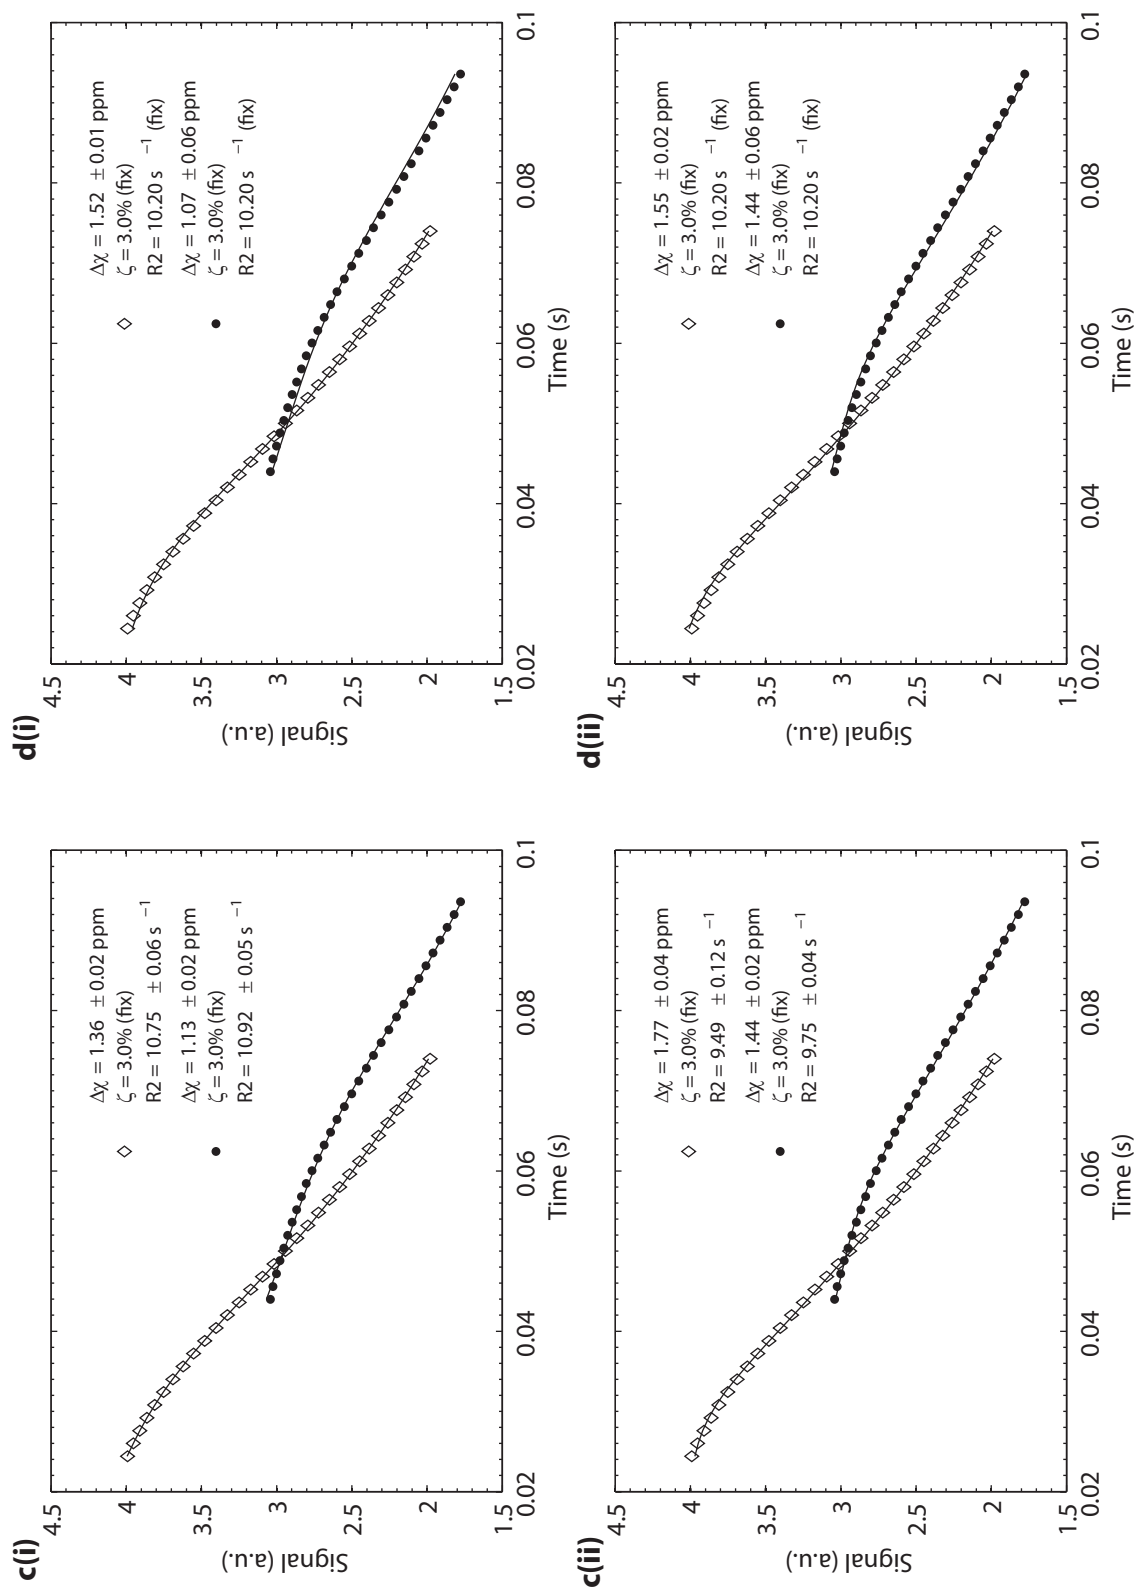 c(i)
Signal (a.u.)
4.5
4
3.5
3
2.5
2
1.5
0.02
0.04
0.06
0.08
0.1
Time (s)
Δχ = 1.36 ± 0.02 ppm
ζ = 3.0% (fix)
R2 = 10.75 ± 0.06 s⁻¹
Δχ = 1.13 ± 0.02 ppm
ζ = 3.0% (fix)
R2 = 10.92 ± 0.05 s⁻¹
d(i)
Signal (a.u.)
4.5
4
3.5
3
2.5
2
1.5
0.02
0.04
0.06
0.08
0.1
Time (s)
Δχ = 1.52 ± 0.01 ppm
ζ = 3.0% (fix)
R2 = 10.20 s⁻¹ (fix)
Δχ = 1.07 ± 0.06 ppm
ζ = 3.0% (fix)
R2 = 10.20 s⁻¹ (fix)
c(ii)
Signal (a.u.)
4.5
4
3.5
3
2.5
2
1.5
0.02
0.04
0.06
0.08
0.1
Time (s)
Δχ = 1.77 ± 0.04 ppm
ζ = 3.0% (fix)
R2 = 9.49 ± 0.12 s⁻¹
Δχ = 1.44 ± 0.02 ppm
ζ = 3.0% (fix)
R2 = 9.75 ± 0.04 s⁻¹
d(ii)
Signal (a.u.)
4.5
4
3.5
3
2.5
2
1.5
0.02
0.04
0.06
0.08
0.1
Time (s)
Δχ = 1.55 ± 0.02 ppm
ζ = 3.0% (fix)
R2 = 10.20 s⁻¹ (fix)
Δχ = 1.44 ± 0.06 ppm
ζ = 3.0% (fix)
R2 = 10.20 s⁻¹ (fix)